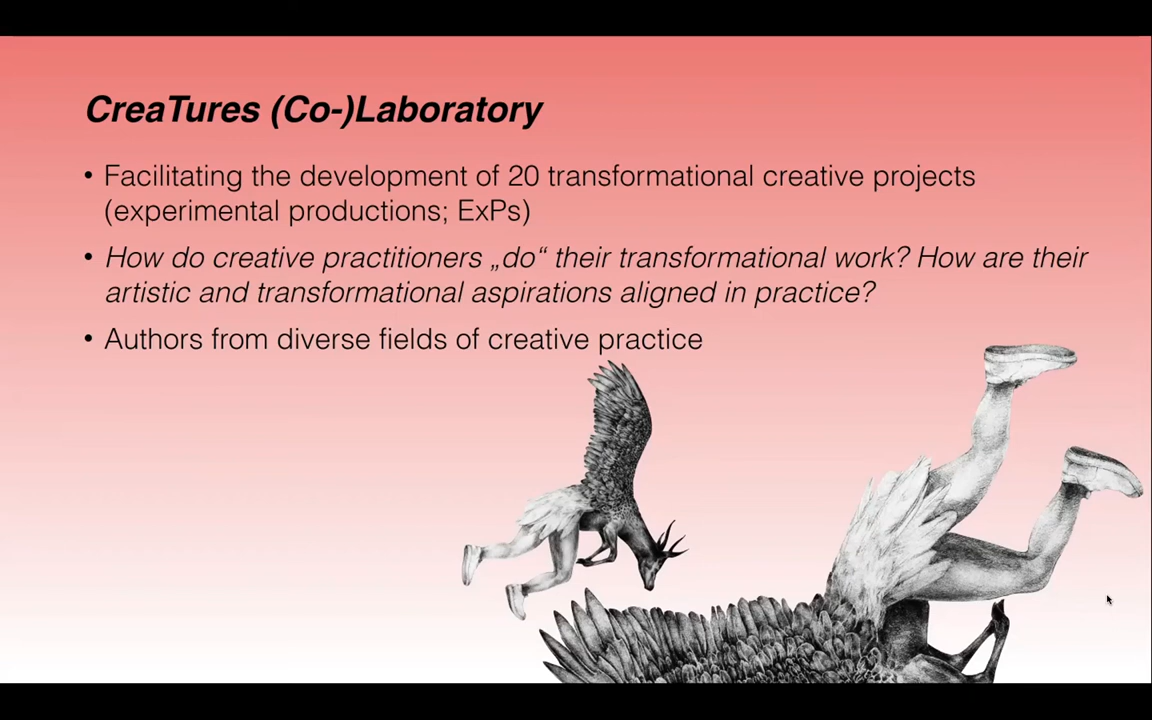 CreaTures (Co-)Laboratory
• Facilitating the development of 20 transformational creative projects
(experimental productions; ExPs)
• How do creative practitioners „do“ their transformational work? How are their
artistic and transformational aspirations aligned in practice?
• Authors from diverse fields of creative practice